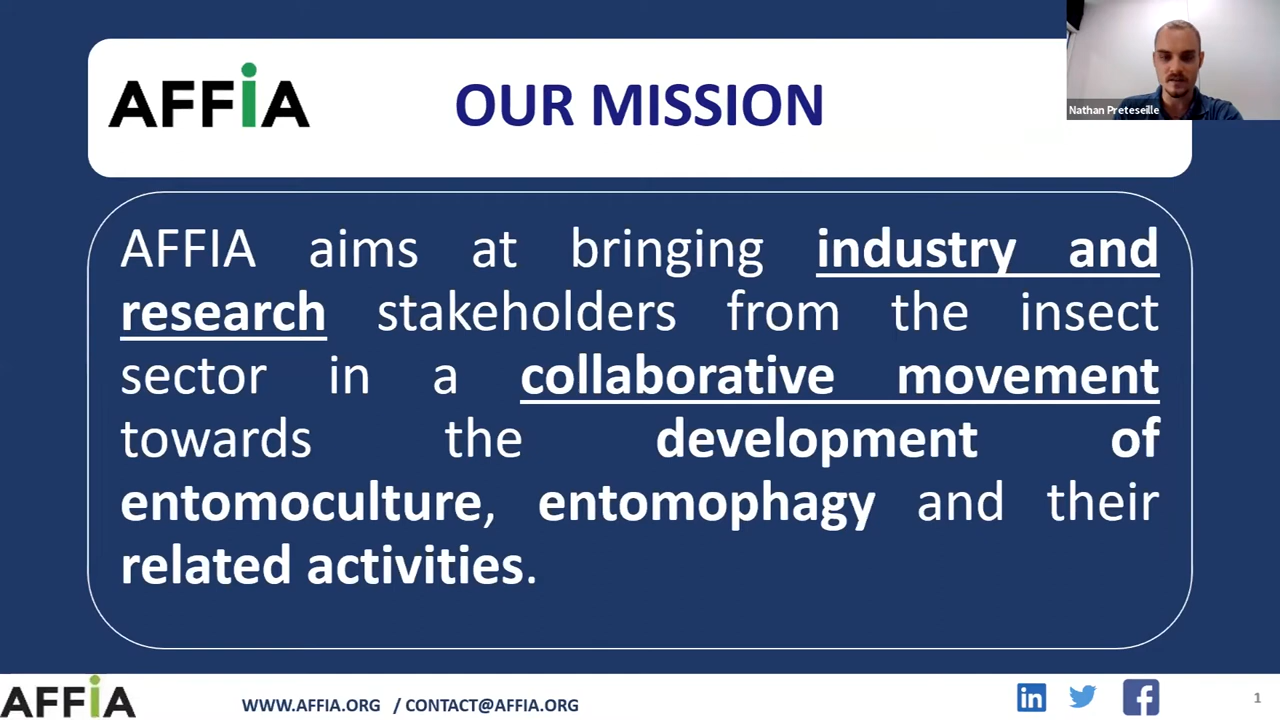 AFFiA
OUR MISSION
Nathan Preteseille
AFFIA aims at bringing industry and
research stakeholders from the insect
sector in a collaborative movement
towards the development of
entomoculture, entomophagy and their
related activities.
AFFiA
WWW.AFFIA.ORG / CONTACT@AFFIA.ORG
in
f
1